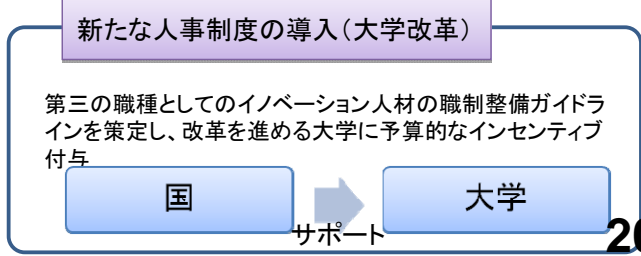 新たな人事制度の導入（大学改革）
第三の職種としてのイノベーション人材の職制整備ガイドラ
インを策定し、改革を進める大学に予算的なインセンティブ
付与
国
大学
サポート